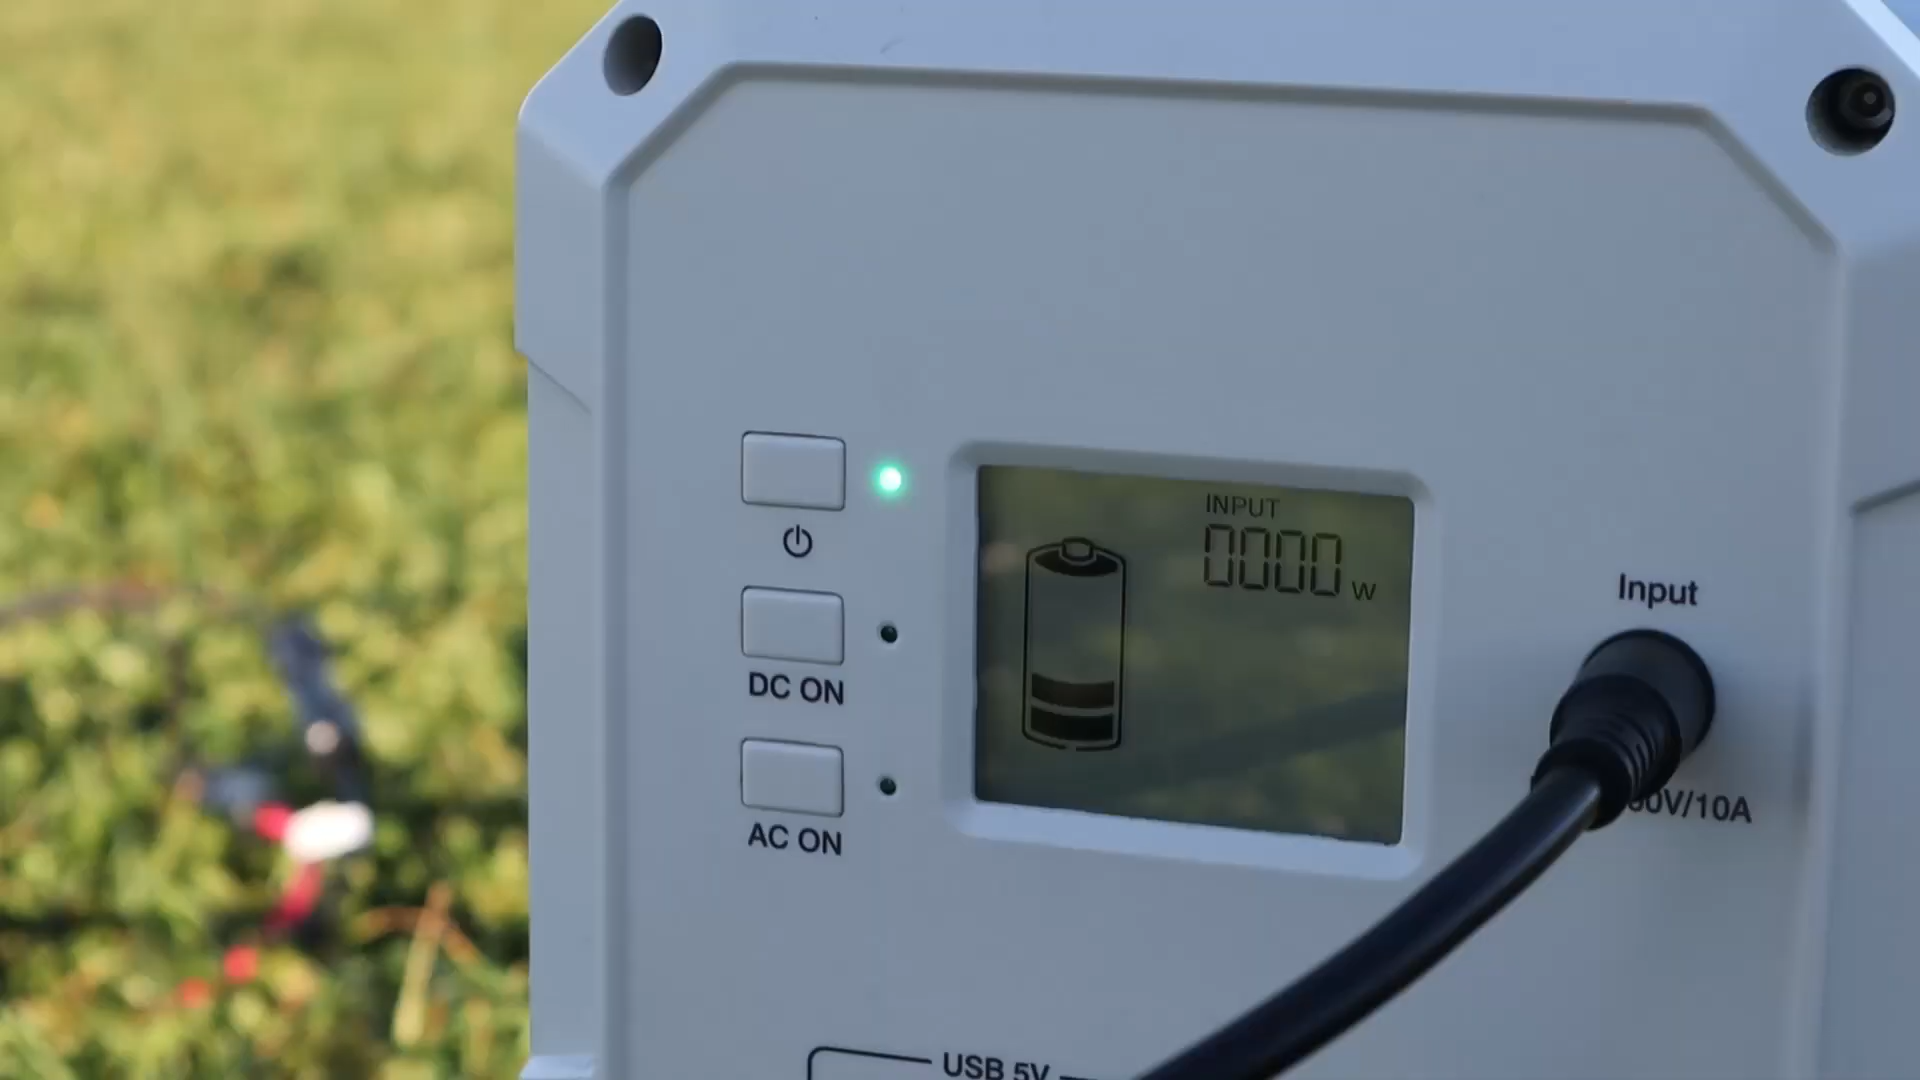 INPUT
0000 W
Input
0V/10A
DC ON
AC ON
USB 5V